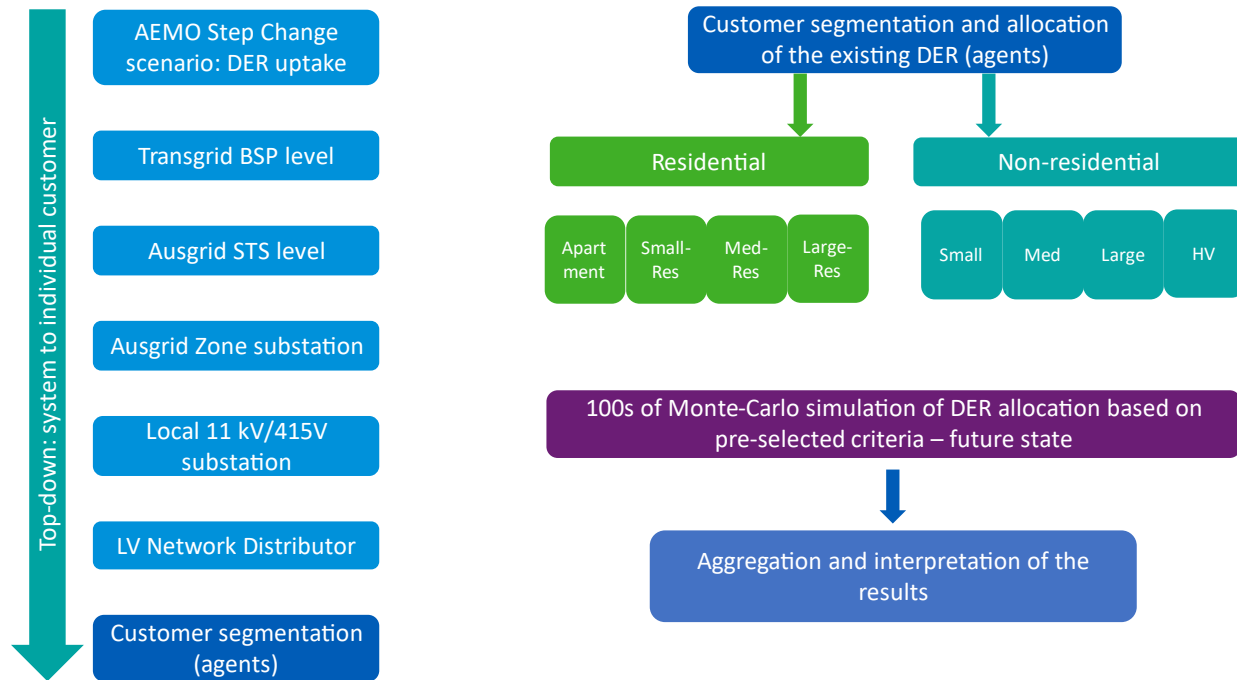 Top-down: system to individual customer
AEMO Step Change
scenario: DER uptake
Transgrid BSP level
Ausgrid STS level
Ausgrid Zone substation
Local 11 kV/415V
substation
LV Network Distributor
Customer segmentation
(agents)
Customer segmentation and allocation
of the existing DER (agents)
Residential
Non-residential
Apart
ment
Small-
Res
Med-
Res
Large-
Res
Small
Med
Large
HV
100s of Monte-Carlo simulation of DER allocation based on
pre-selected criteria – future state
Aggregation and interpretation of the
results